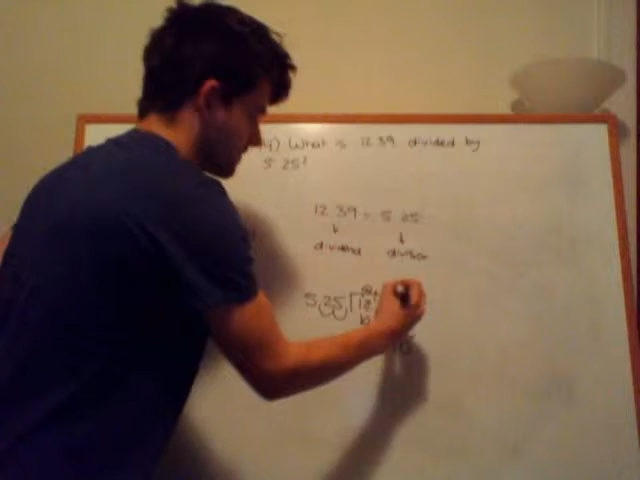 What is 12.39 divided by
5.25?
12.39 ÷ 5.25
↓ ↓
dividend divisor
5.25